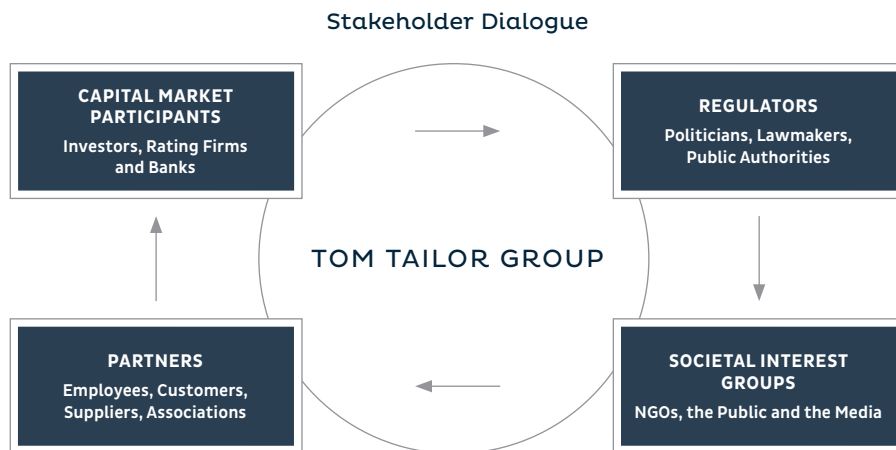 Stakeholder Dialogue
CAPITAL MARKET
PARTICIPANTS
Investors, Rating Firms
and Banks
REGULATORS
Politicians, Lawmakers,
Public Authorities
TOM TAILOR GROUP
PARTNERS
Employees, Customers,
Suppliers, Associations
SOCIETAL INTEREST
GROUPS
NGOs, the Public and the Media